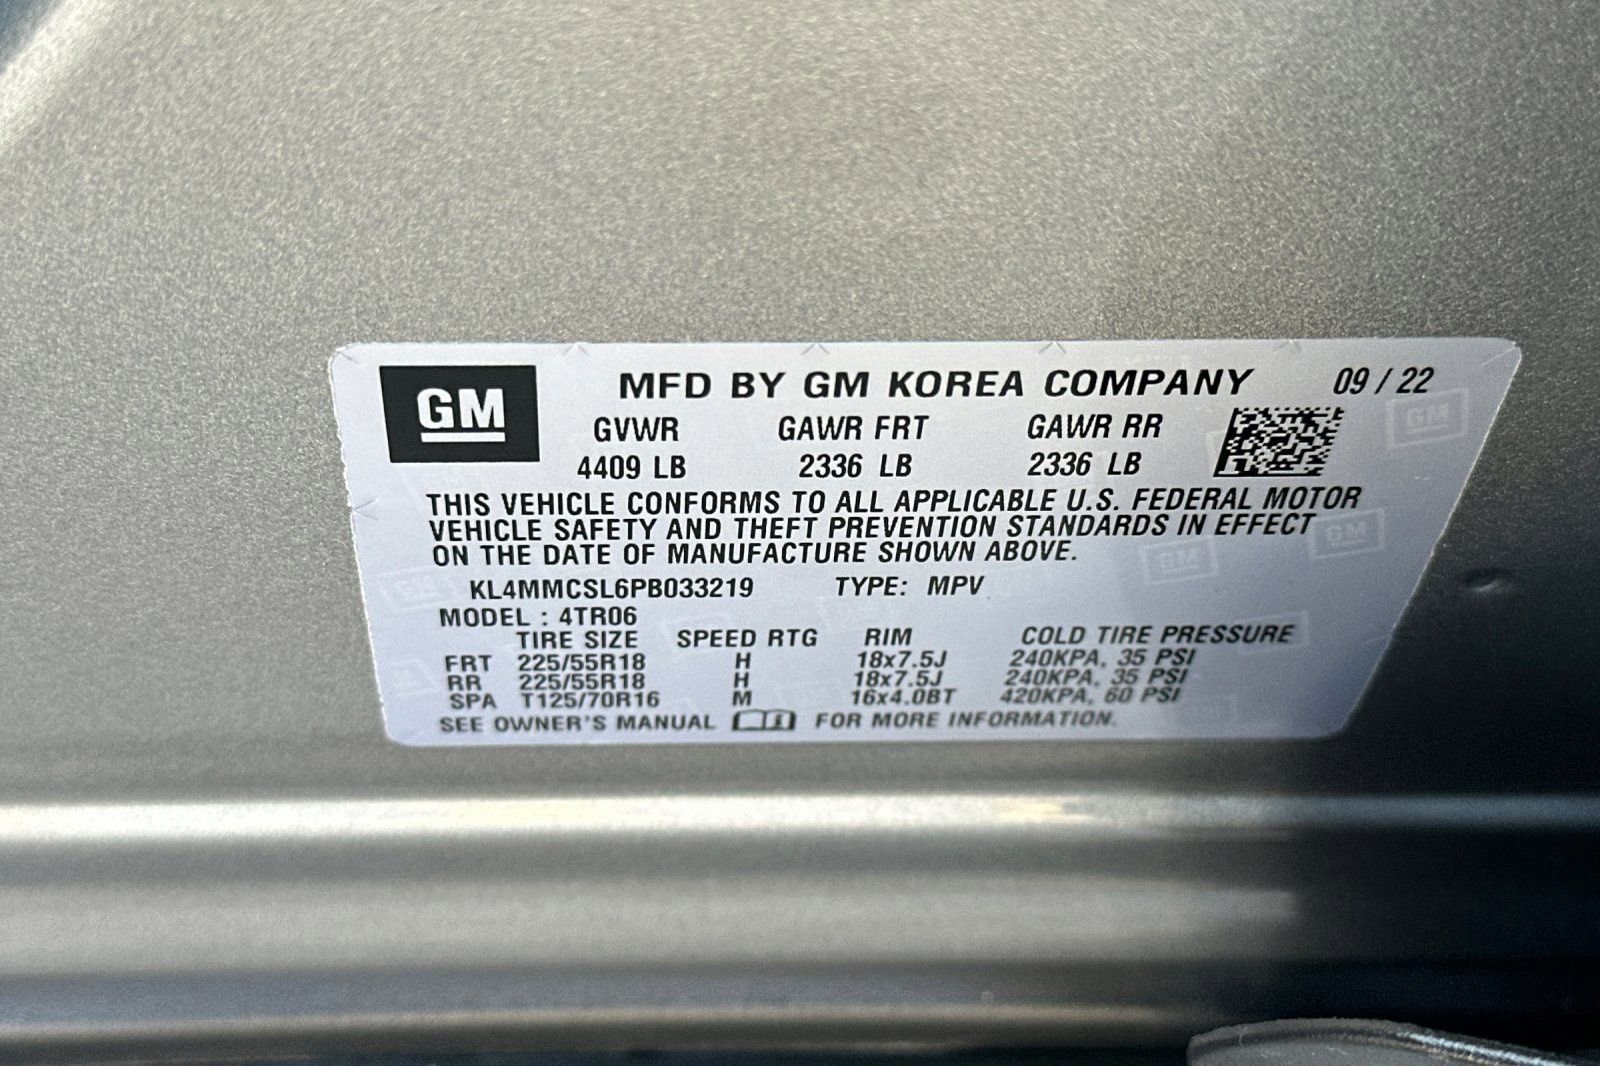 GM MFD BY GM KOREA COMPANY 09 / 22
GVWR GAWR FRT GAWR RR
4409 LB 2336 LB 2336 LB
THIS VEHICLE CONFORMS TO ALL APPLICABLE U.S. FEDERAL MOTOR
VEHICLE SAFETY AND THEFT PREVENTION STANDARDS IN EFFECT
ON THE DATE OF MANUFACTURE SHOWN ABOVE.
KL4MMCSL6PB033219 TYPE: MPV
MODEL : 4TR06
TIRE SIZE SPEED RTG RIM COLD TIRE PRESSURE
FRT 225/55R18 H 18x7.5J 240KPA, 35 PSI
RR 225/55R18 H 18x7.5J 240KPA, 35 PSI
SPA T125/70R16 M 16x4.0BT 420KPA, 60 PSI
SEE OWNER'S MANUAL FOR MORE INFORMATION.